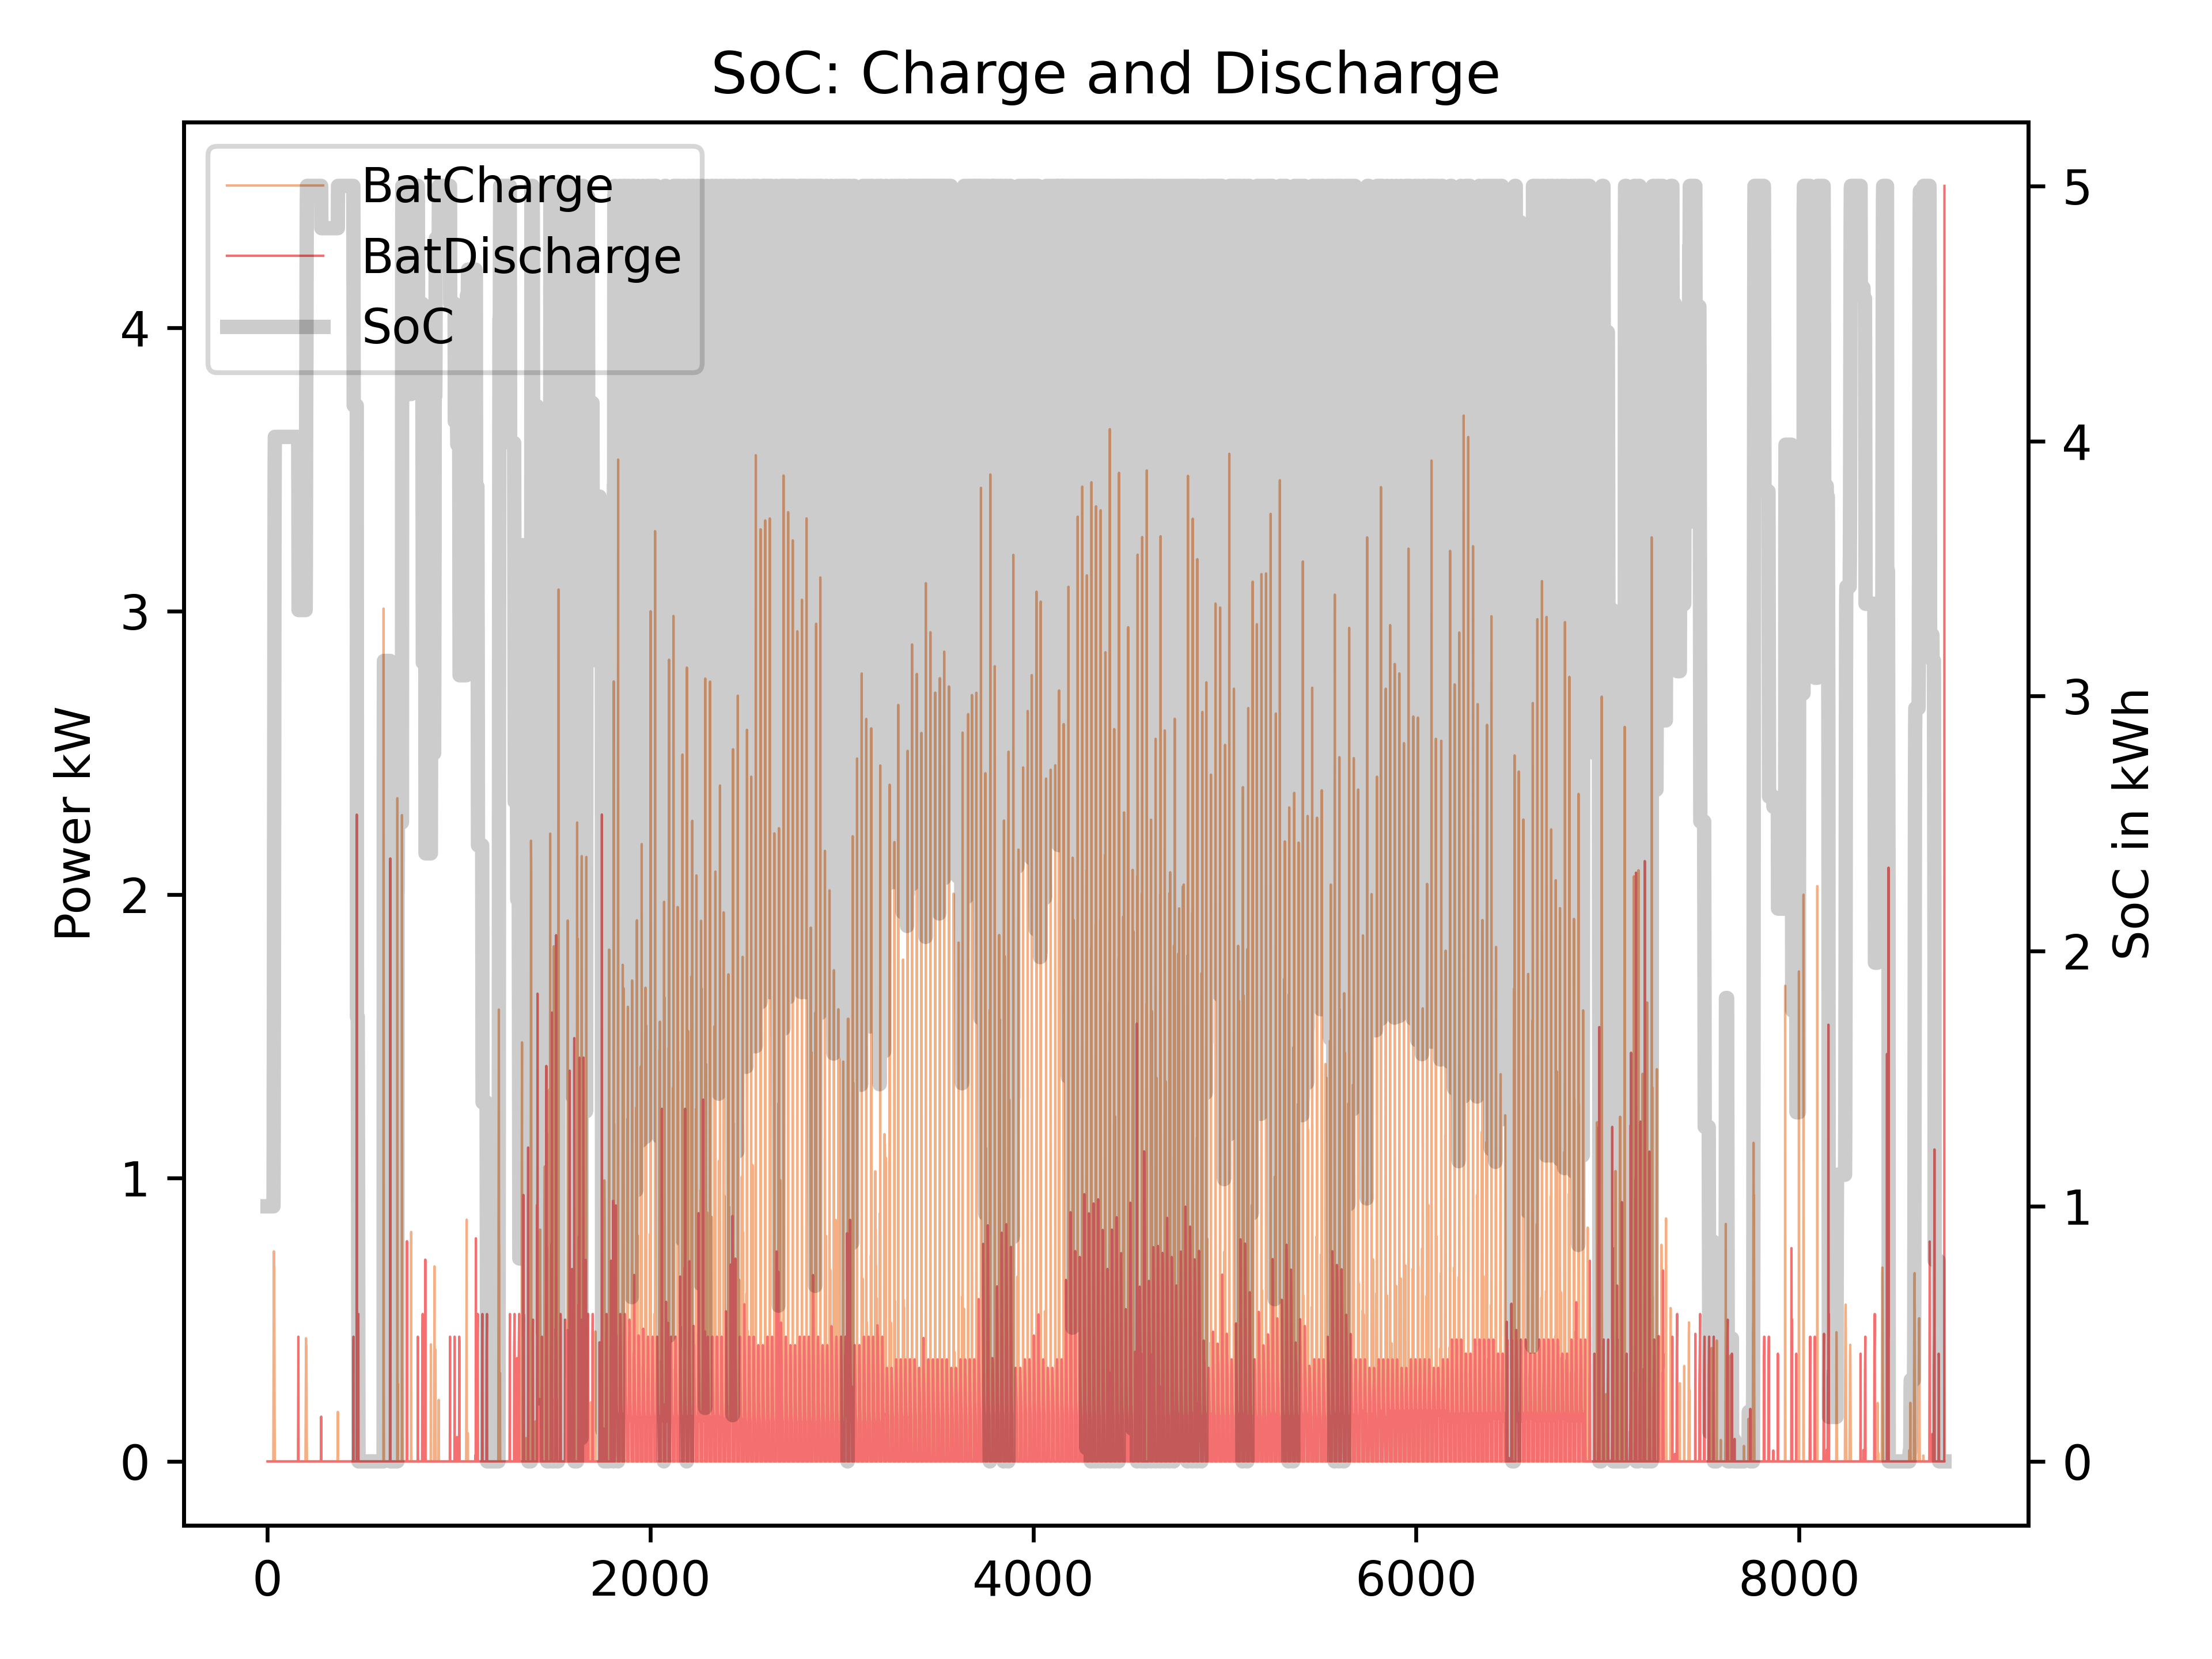 SoC: Charge and Discharge
BatCharge
BatDischarge
SoC
Power kW
4
3
2
1
0
SoC in kWh
5
4
3
2
1
0
0 2000 4000 6000 8000